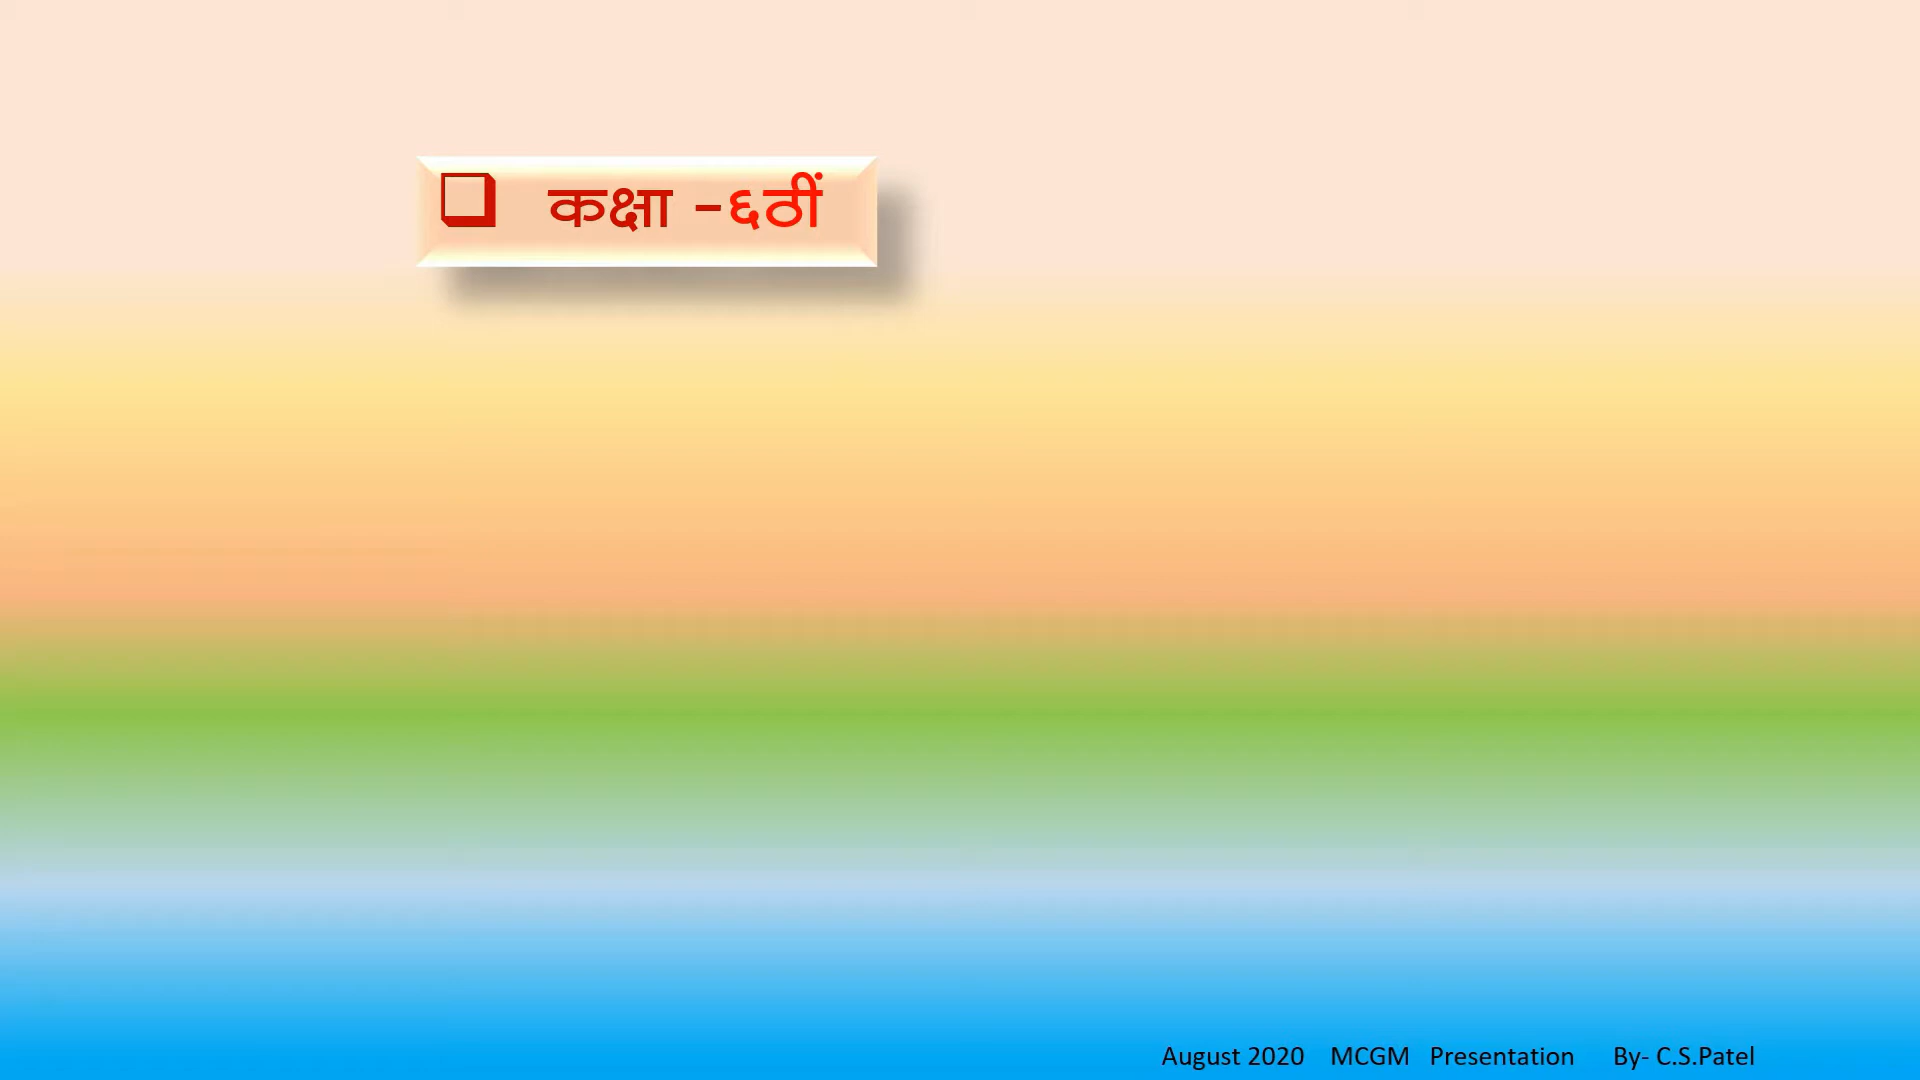 ❑ कक्षा -६ठीं
August 2020 MCGM Presentation By- C.S.Patel